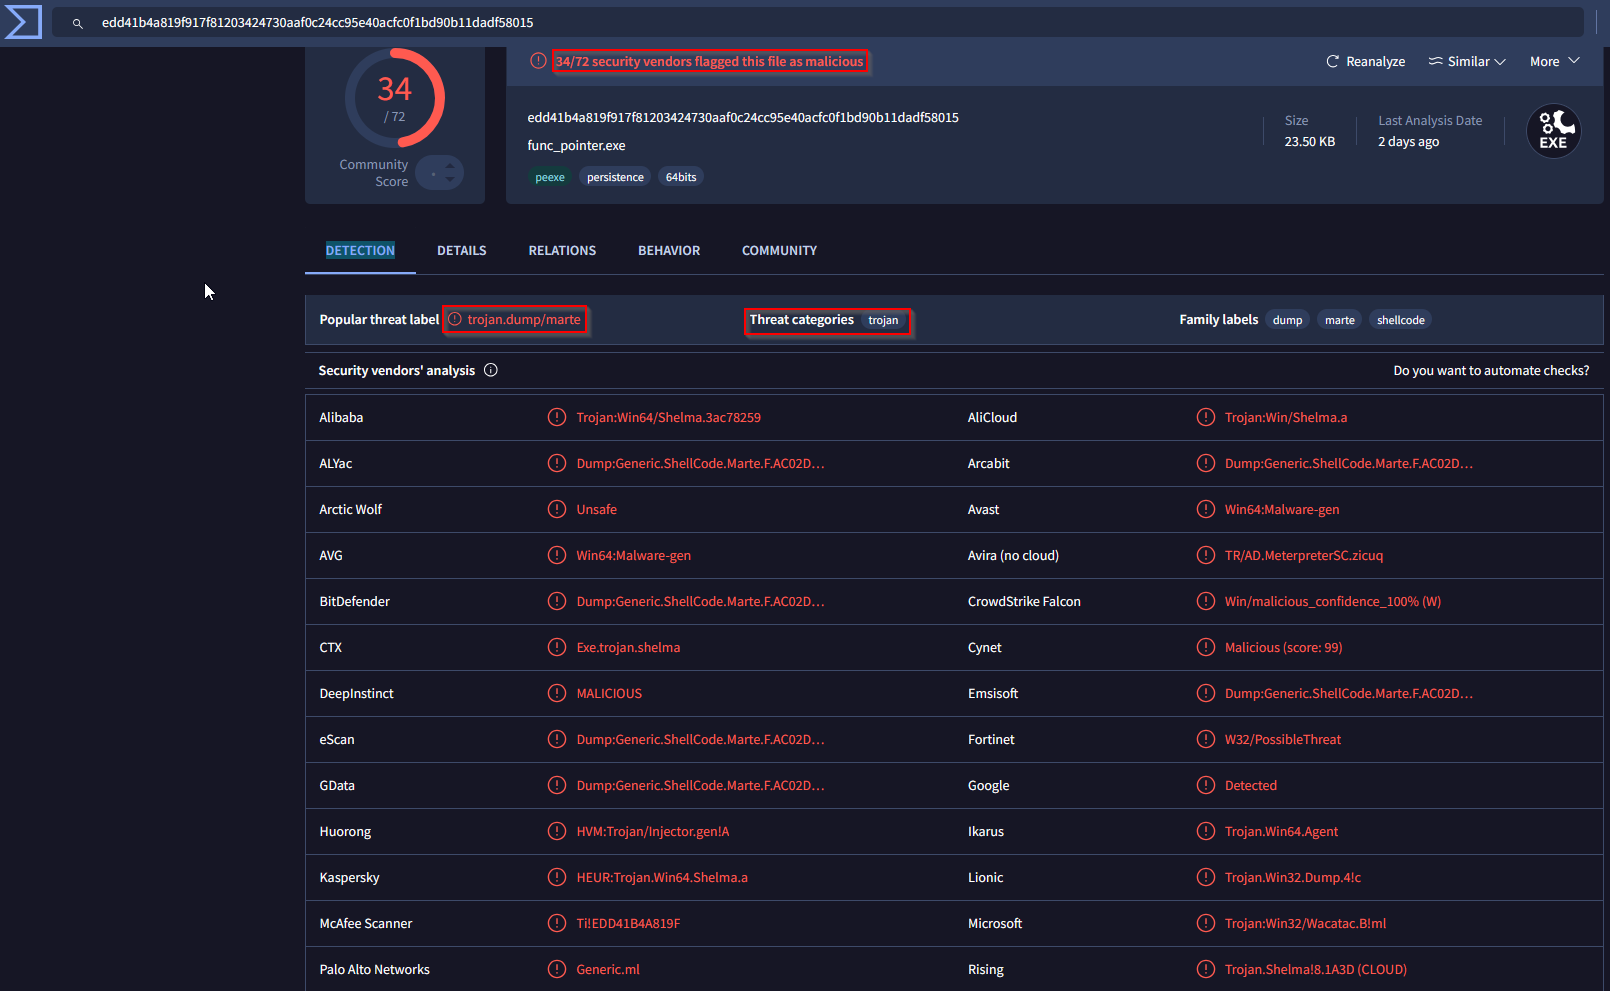 edd41b4a819f917f81203424730aaf0c24cc95e40acfc0f1bd90b11dadf58015
34
/ 72
Community Score
34/72 security vendors flagged this file as malicious
Reanalyze
Similar
More
edd41b4a819f917f81203424730aaf0c24cc95e40acfc0f1bd90b11dadf58015
func_pointer.exe
peexe persistence 64bits
Size
23.50 KB
Last Analysis Date
2 days ago
EXE
DETECTION DETAILS RELATIONS BEHAVIOR COMMUNITY
Popular threat label trojan.dump/marte Threat categories trojan Family labels dump marte shellcode
Security vendors' analysis Do you want to automate checks?
Alibaba Trojan:Win64/Shelma.3ac78259 AliCloud Trojan:Win/Shelma.a
ALYac Dump:Generic.ShellCode.Marte.F.AC02D... Arcabit Dump:Generic.ShellCode.Marte.F.AC02D...
Arctic Wolf Unsafe Avast Win64:Malware-gen
AVG Win64:Malware-gen Avira (no cloud) TR/AD.MeterpreterSC.zicuq
BitDefender Dump:Generic.ShellCode.Marte.F.AC02D... CrowdStrike Falcon Win/malicious_confidence_100% (W)
CTX Exe.trojan.shelma Cynet Malicious (score: 99)
DeepInstinct MALICIOUS Emsisoft Dump:Generic.ShellCode.Marte.F.AC02D...
eScan Dump:Generic.ShellCode.Marte.F.AC02D... Fortinet W32/PossibleThreat
GData Dump:Generic.ShellCode.Marte.F.AC02D... Google Detected
Huorong HVM:Trojan/Injector.gen!A Ikarus Trojan.Win64.Agent
Kaspersky HEUR:Trojan.Win64.Shelma.a Lionic Trojan.Win32.Dump.4!c
McAfee Scanner Ti!EDD41B4A819F Microsoft Trojan:Win32/Wacatac.B!ml
Palo Alto Networks Generic.ml Rising Trojan.Shelma!8.1A3D (CLOUD)